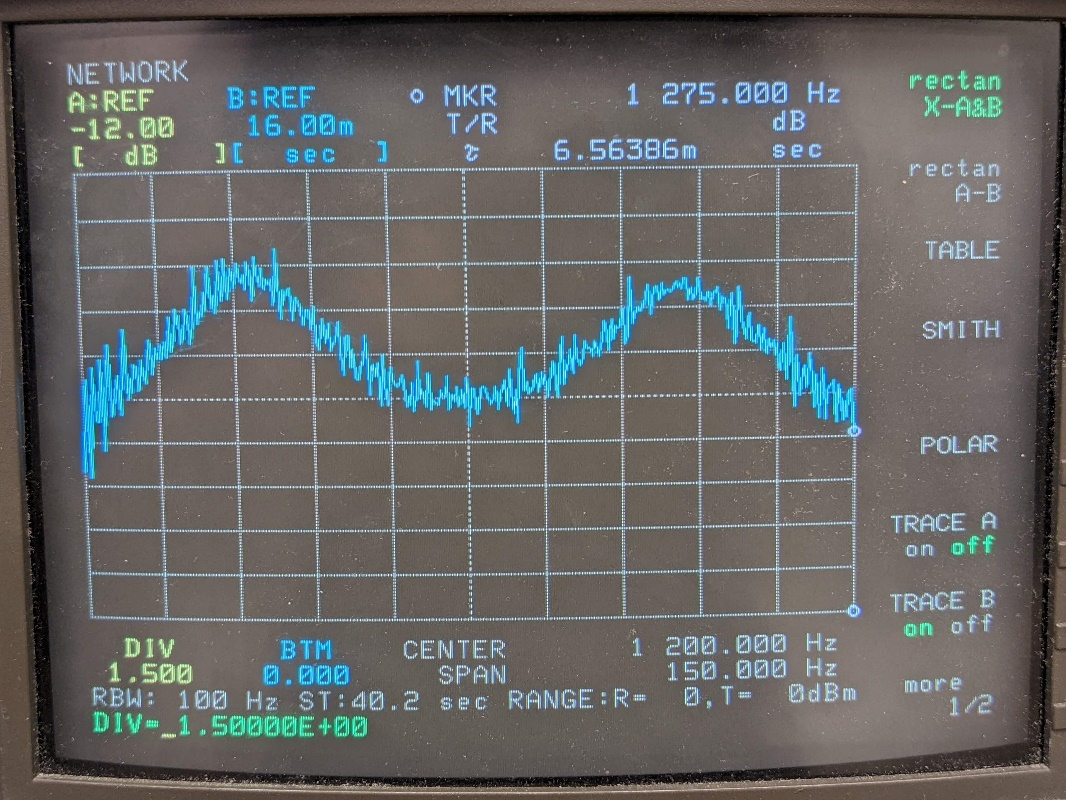 NETWORK
A:REF B:REF o MKR 1 275.000 Hz
-12.00 16.00m T/R dB
[ dB ][ sec ] τ 6.56386m sec
rectan
X-A&B
rectan
A-B
TABLE
SMITH
POLAR
TRACE A
on off
TRACE B
on off
more
1/2
DIV BTM CENTER 1 200.000 Hz
1.500 0.000 SPAN 150.000 Hz
RBW: 100 Hz ST:40.2 sec RANGE:R= 0,T= 0dBm
DIV=_1.50000E+00